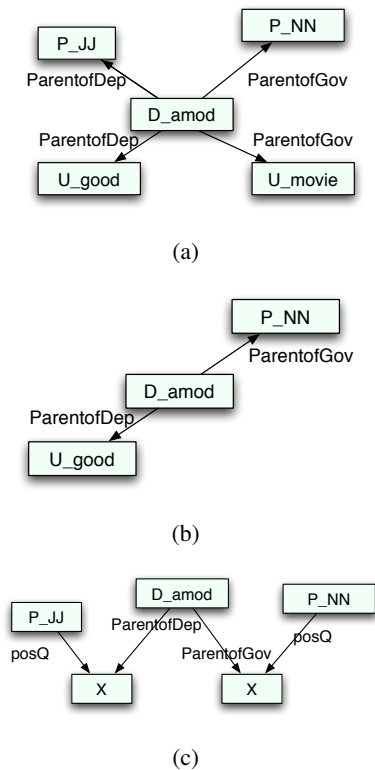 P_JJ
P_NN
ParentofDep
ParentofGov
D_amod
ParentofDep
ParentofGov
U_good
U_movie
(a)
P_NN
ParentofGov
D_amod
ParentofDep
U_good
(b)
D_amod
P_JJ
P_NN
ParentofDep
posQ
ParentofGov
posQ
X
X
(c)